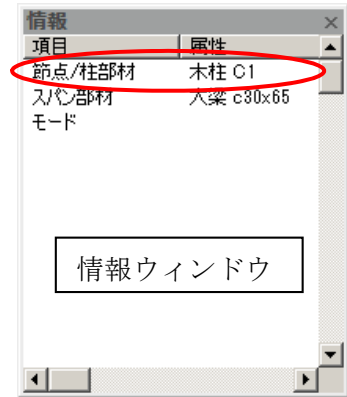 情報
項目 属性
節点/柱部材 木柱 C1
スパン部材 大梁 c30x65
モード
情報ウィンドウ